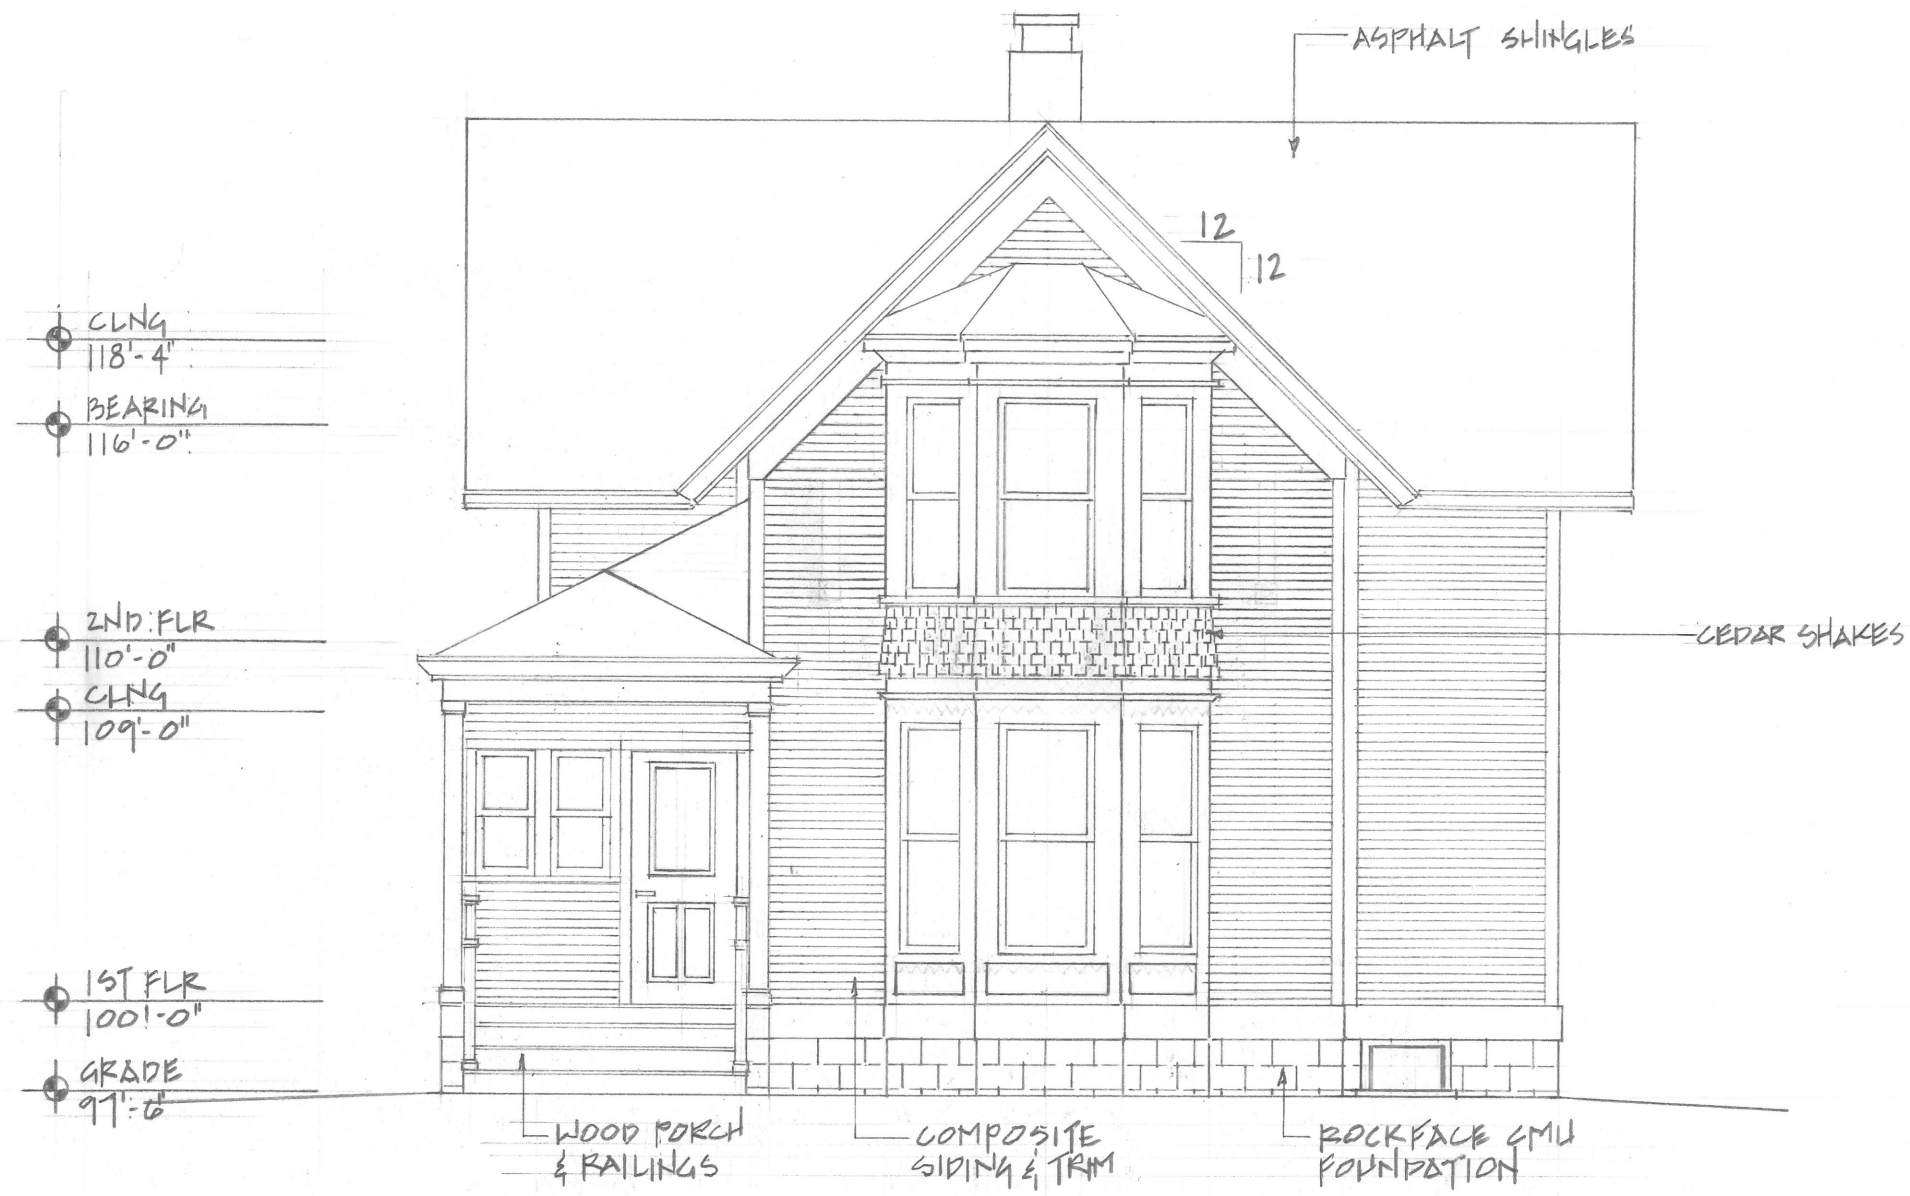 ASPHALT SHINGLES
12
12
CLNG
118'-4"
BEARING
116'-0"
2ND. FLR
110'-0"
CEDAR SHAKES
CLNG
109'-0"
1ST FLR
100'-0"
GRADE
97'-6"
WOOD PORCH
& RAILINGS
COMPOSITE
SIDING & TRIM
ROCKFACE CMU
FOUNDATION